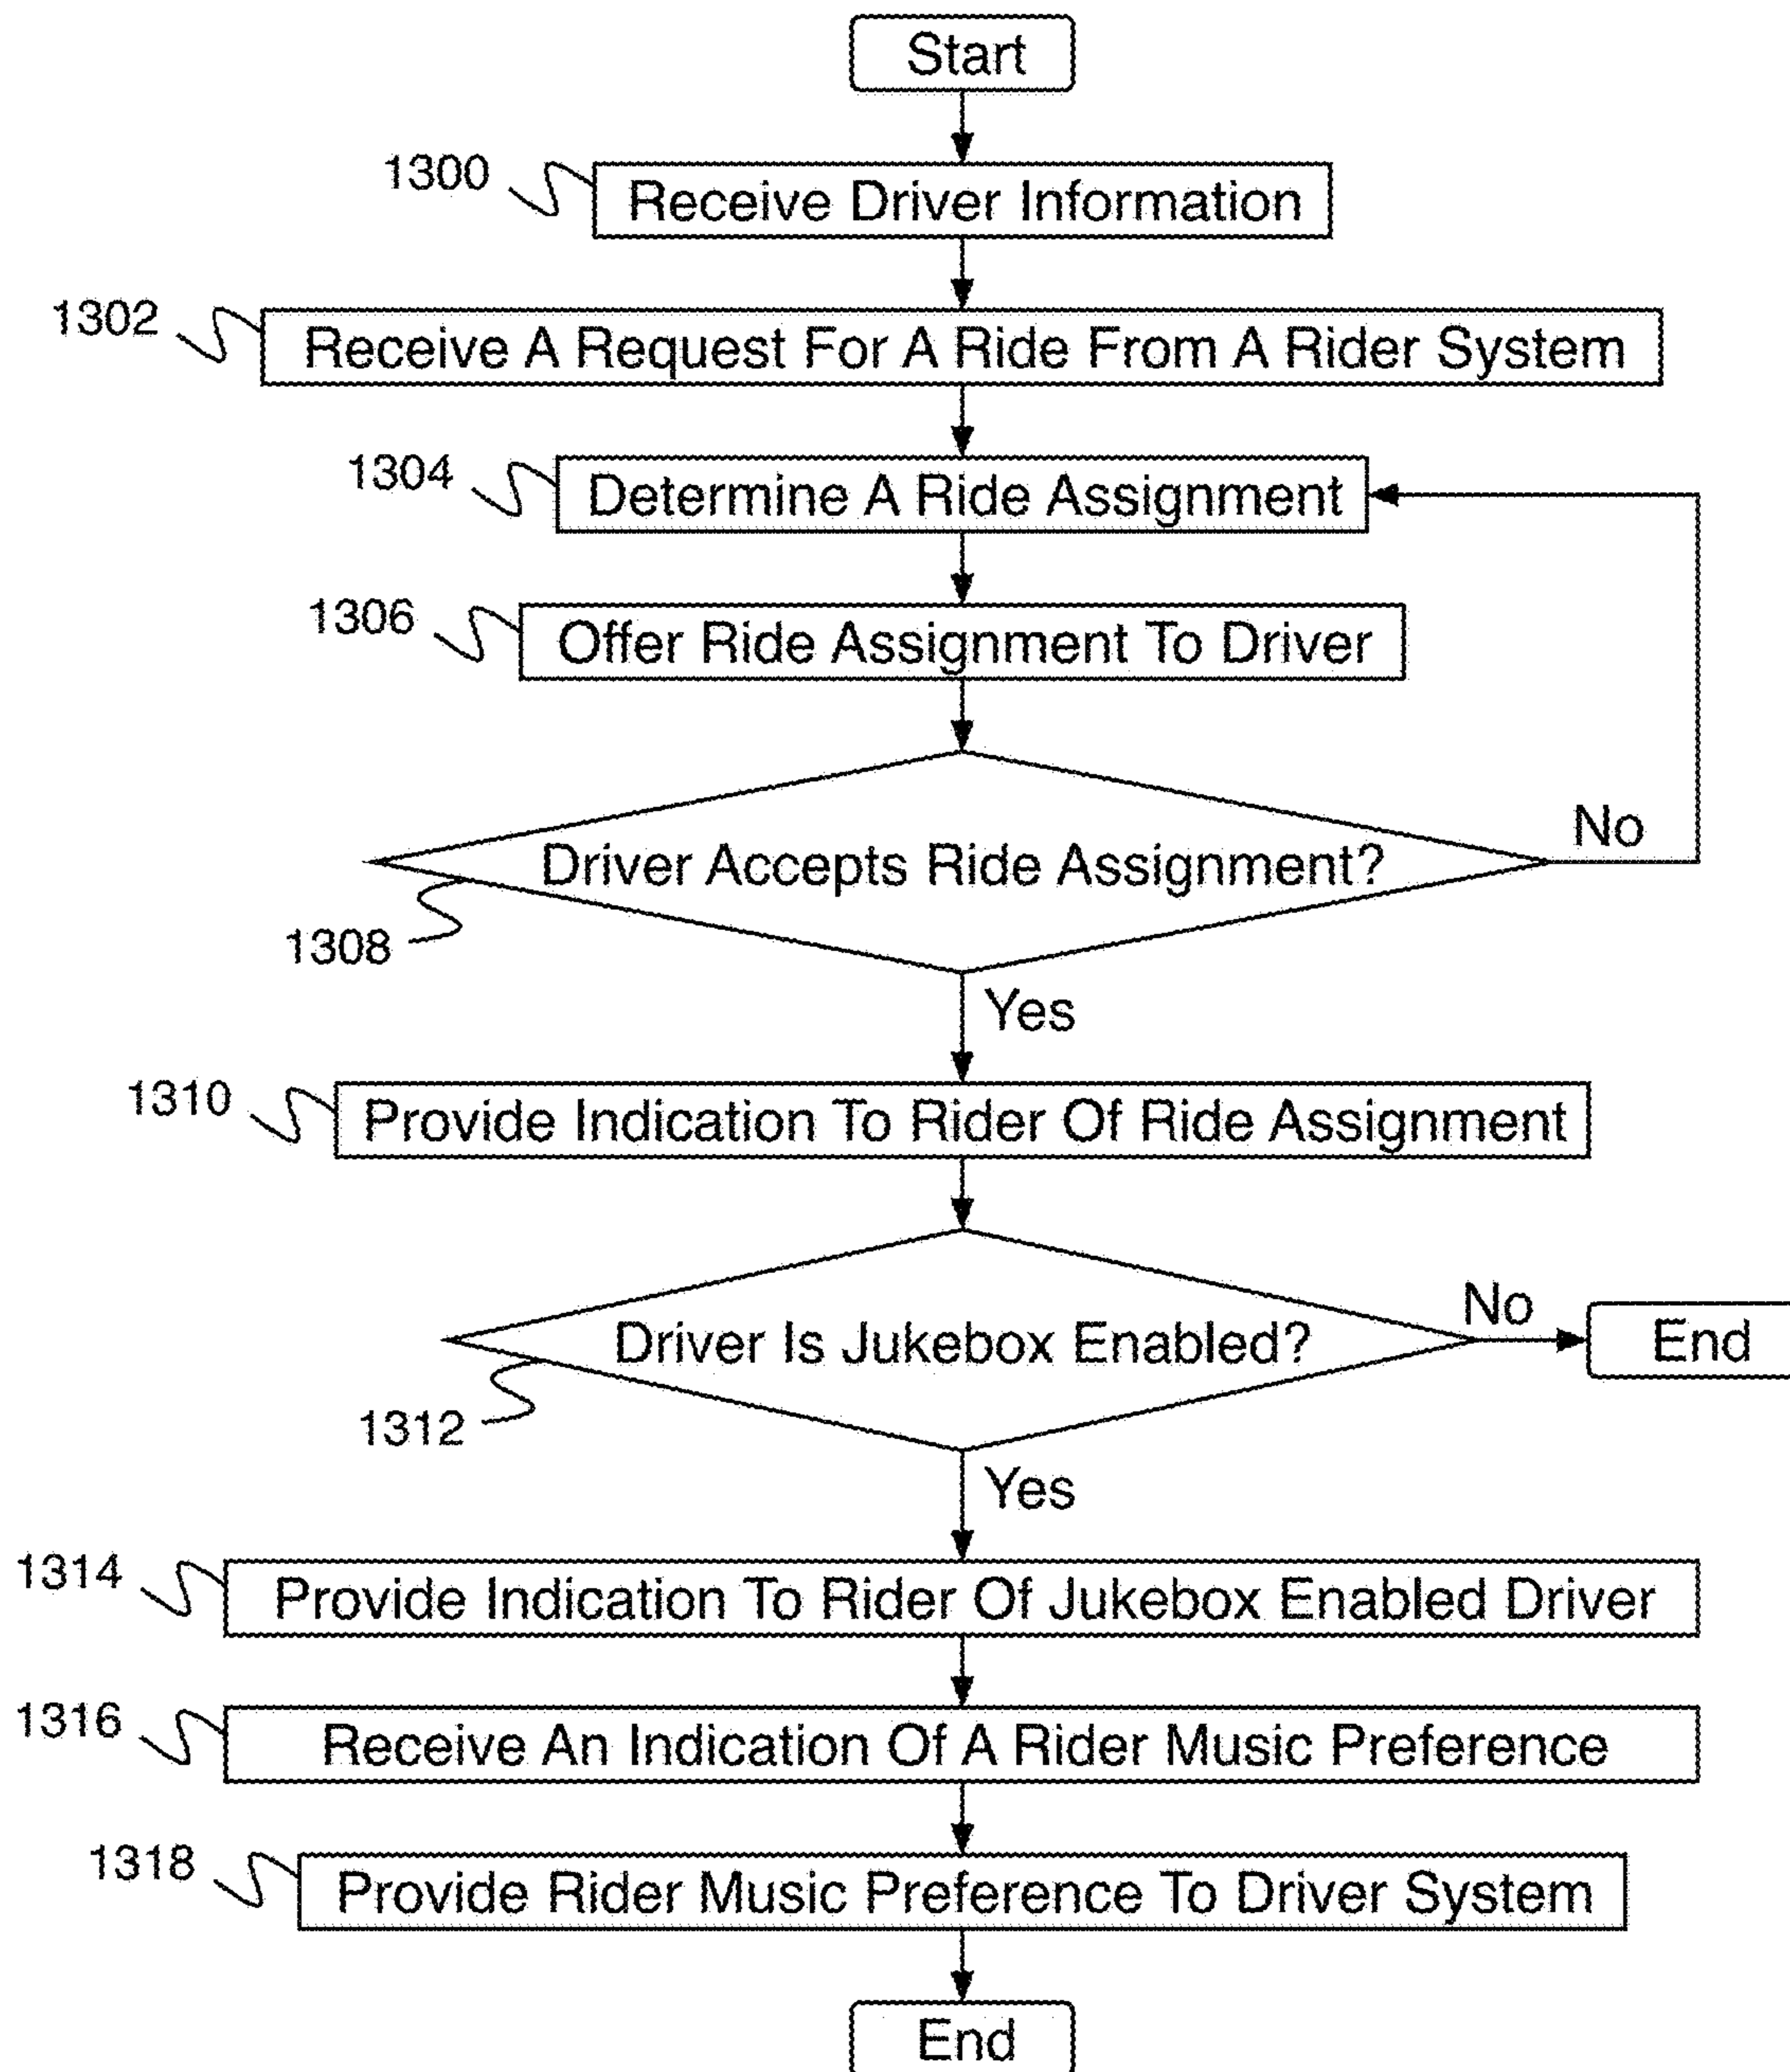 Start
1300
Receive Driver Information
1302
Receive A Request For A Ride From A Rider System
1304
Determine A Ride Assignment
1306
Offer Ride Assignment To Driver
Driver Accepts Ride Assignment?
No
1308
Yes
1310
Provide Indication To Rider Of Ride Assignment
Driver Is Jukebox Enabled?
No
End
1312
Yes
1314
Provide Indication To Rider Of Jukebox Enabled Driver
1316
Receive An Indication Of A Rider Music Preference
1318
Provide Rider Music Preference To Driver System
End